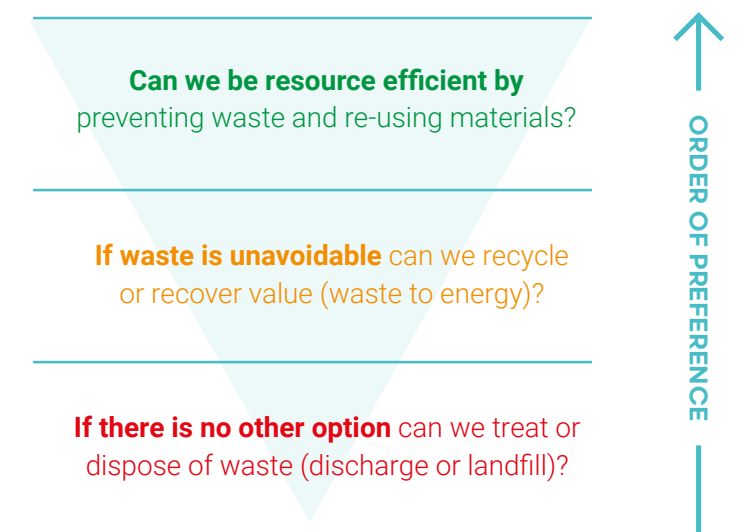 Can we be resource efficient by
preventing waste and re-using materials?
If waste is unavoidable can we recycle
or recover value (waste to energy)?
If there is no other option can we treat or
dispose of waste (discharge or landfill)?
ORDER OF PREFERENCE